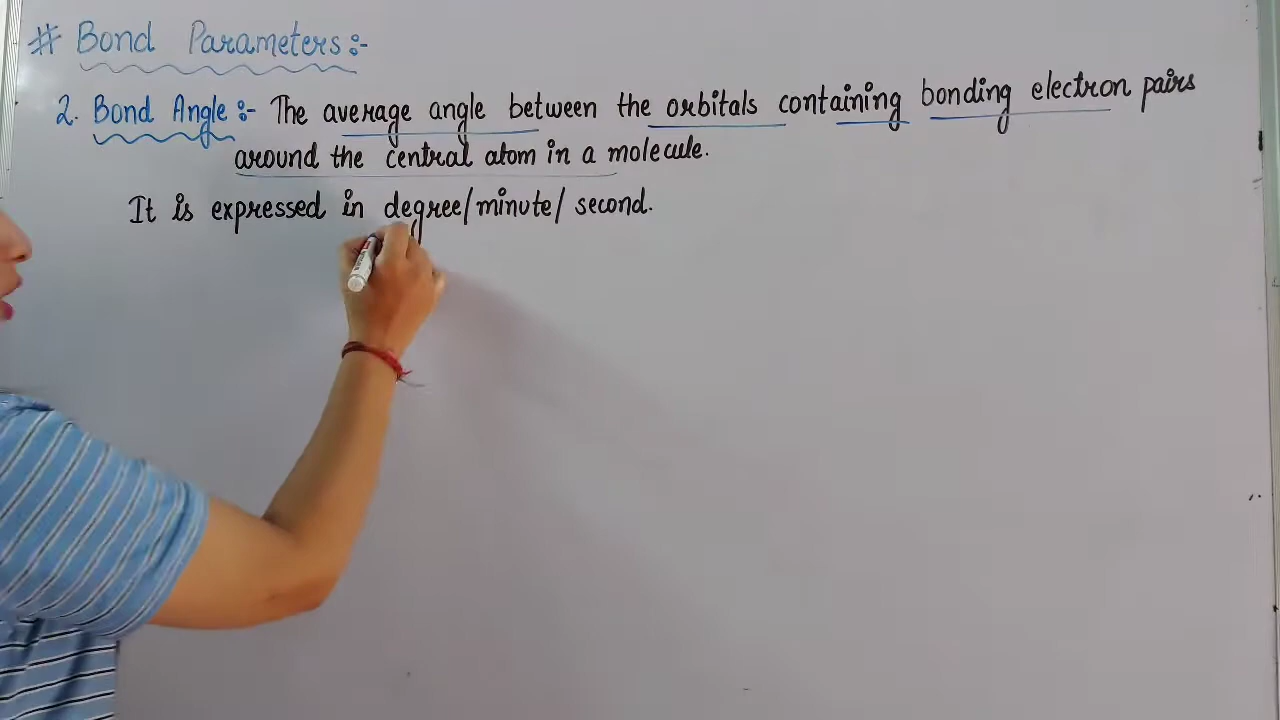 # Bond Parameters:-
2. Bond Angle:- The average angle between the orbitals containing bonding electron pairs
around the central atom in a molecule.
It is expressed in degree/minute/second.